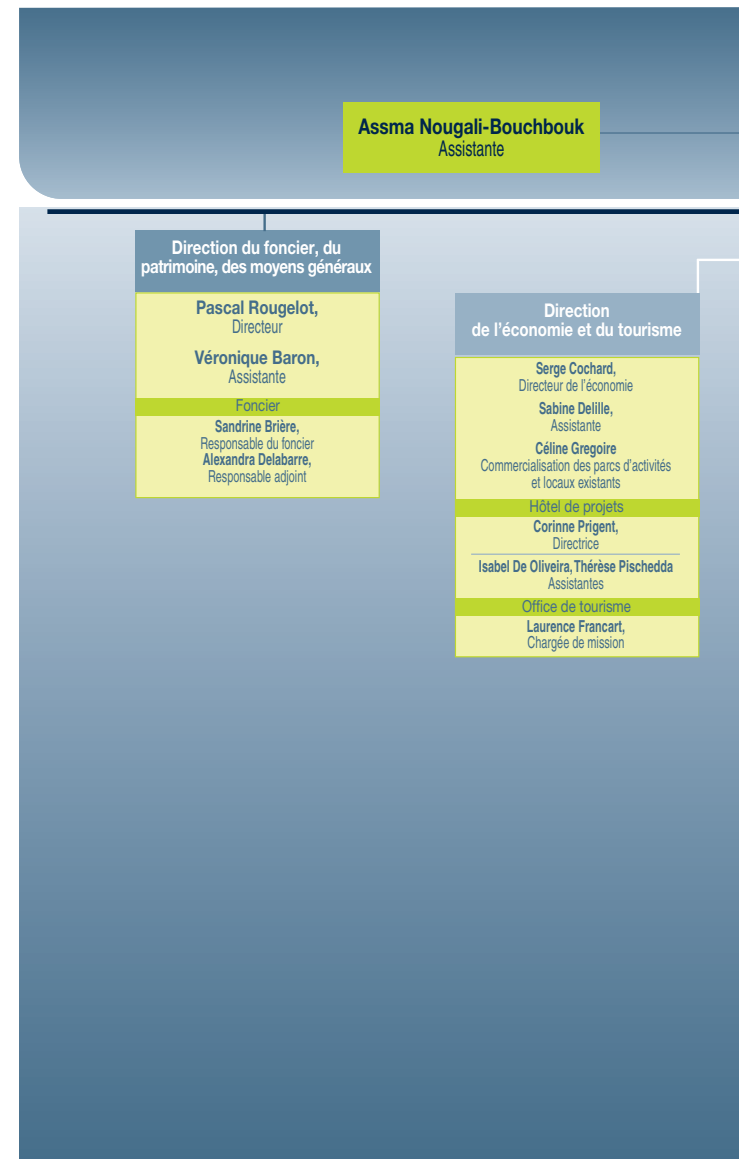 Assma Nougali-Bouchbouk
Assistante
Direction du foncier, du
patrimoine, des moyens généraux
Pascal Rougelot,
Directeur
Véronique Baron,
Assistante
Foncier
Sandrine Brière,
Responsable du foncier
Alexandra Delabarre,
Responsable adjoint
Direction
de l'économie et du tourisme
Serge Cochard,
Directeur de l'économie
Sabine Delille,
Assistante
Céline Gregoire
Commercialisation des parcs d'activités
et locaux existants
Hôtel de projets
Corinne Prigent,
Directrice
Isabel De Oliveira, Thérèse Pischedda
Assistantes
Office de tourisme
Laurence Francart,
Chargée de mission